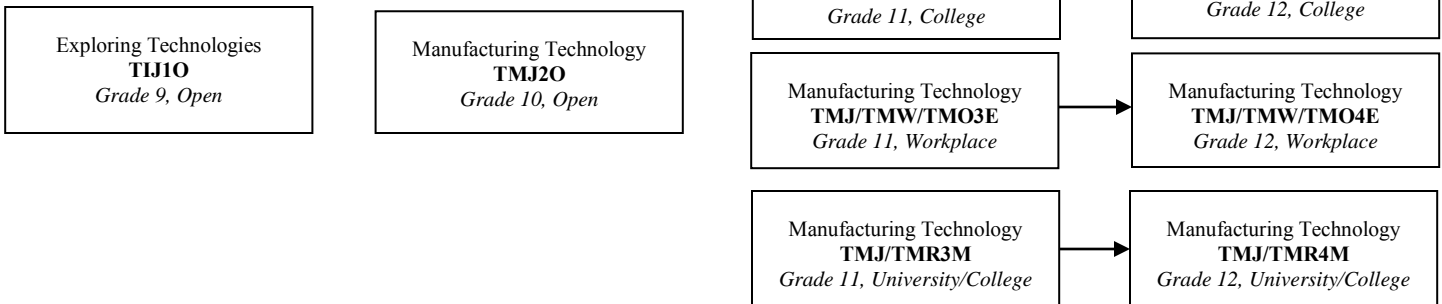 Grade 11, College
Grade 12, College
Exploring Technologies
TIJ1O
Grade 9, Open
Manufacturing Technology
TMJ2O
Grade 10, Open
Manufacturing Technology
TMJ/TMW/TMO3E
Grade 11, Workplace
Manufacturing Technology
TMJ/TMW/TMO4E
Grade 12, Workplace
Manufacturing Technology
TMJ/TMR3M
Grade 11, University/College
Manufacturing Technology
TMJ/TMR4M
Grade 12, University/College